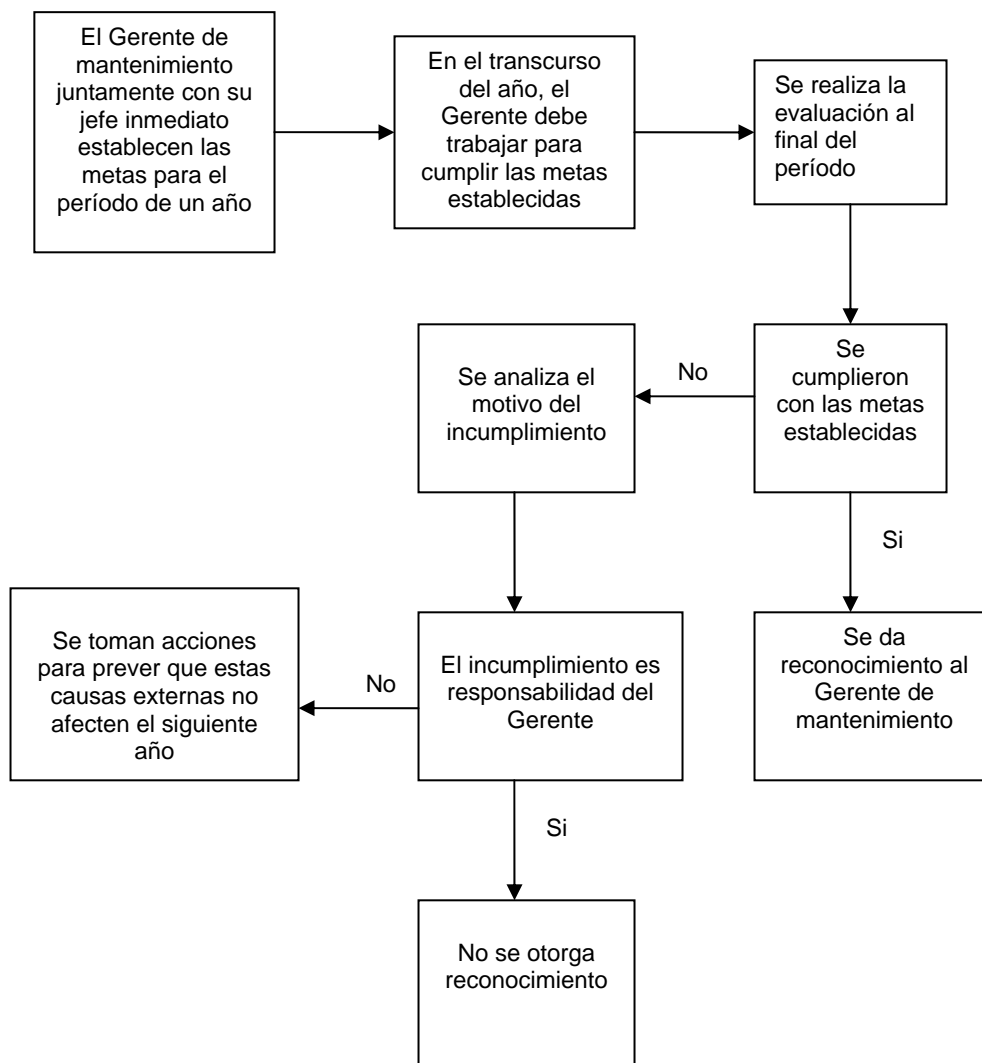 El Gerente de
mantenimiento
juntamente con su
jefe inmediato
establecen las
metas para el
período de un año
En el transcurso
del año, el
Gerente debe
trabajar para
cumplir las metas
establecidas
Se realiza la
evaluación al
final del
período
Se
cumplieron
con las metas
establecidas
No
Se analiza el
motivo del
incumplimiento
Si
Se da
reconocimiento al
Gerente de
mantenimiento
El incumplimiento es
responsabilidad del
Gerente
No
Se toman acciones
para prever que estas
causas externas no
afecten el siguiente
año
Si
No se otorga
reconocimiento